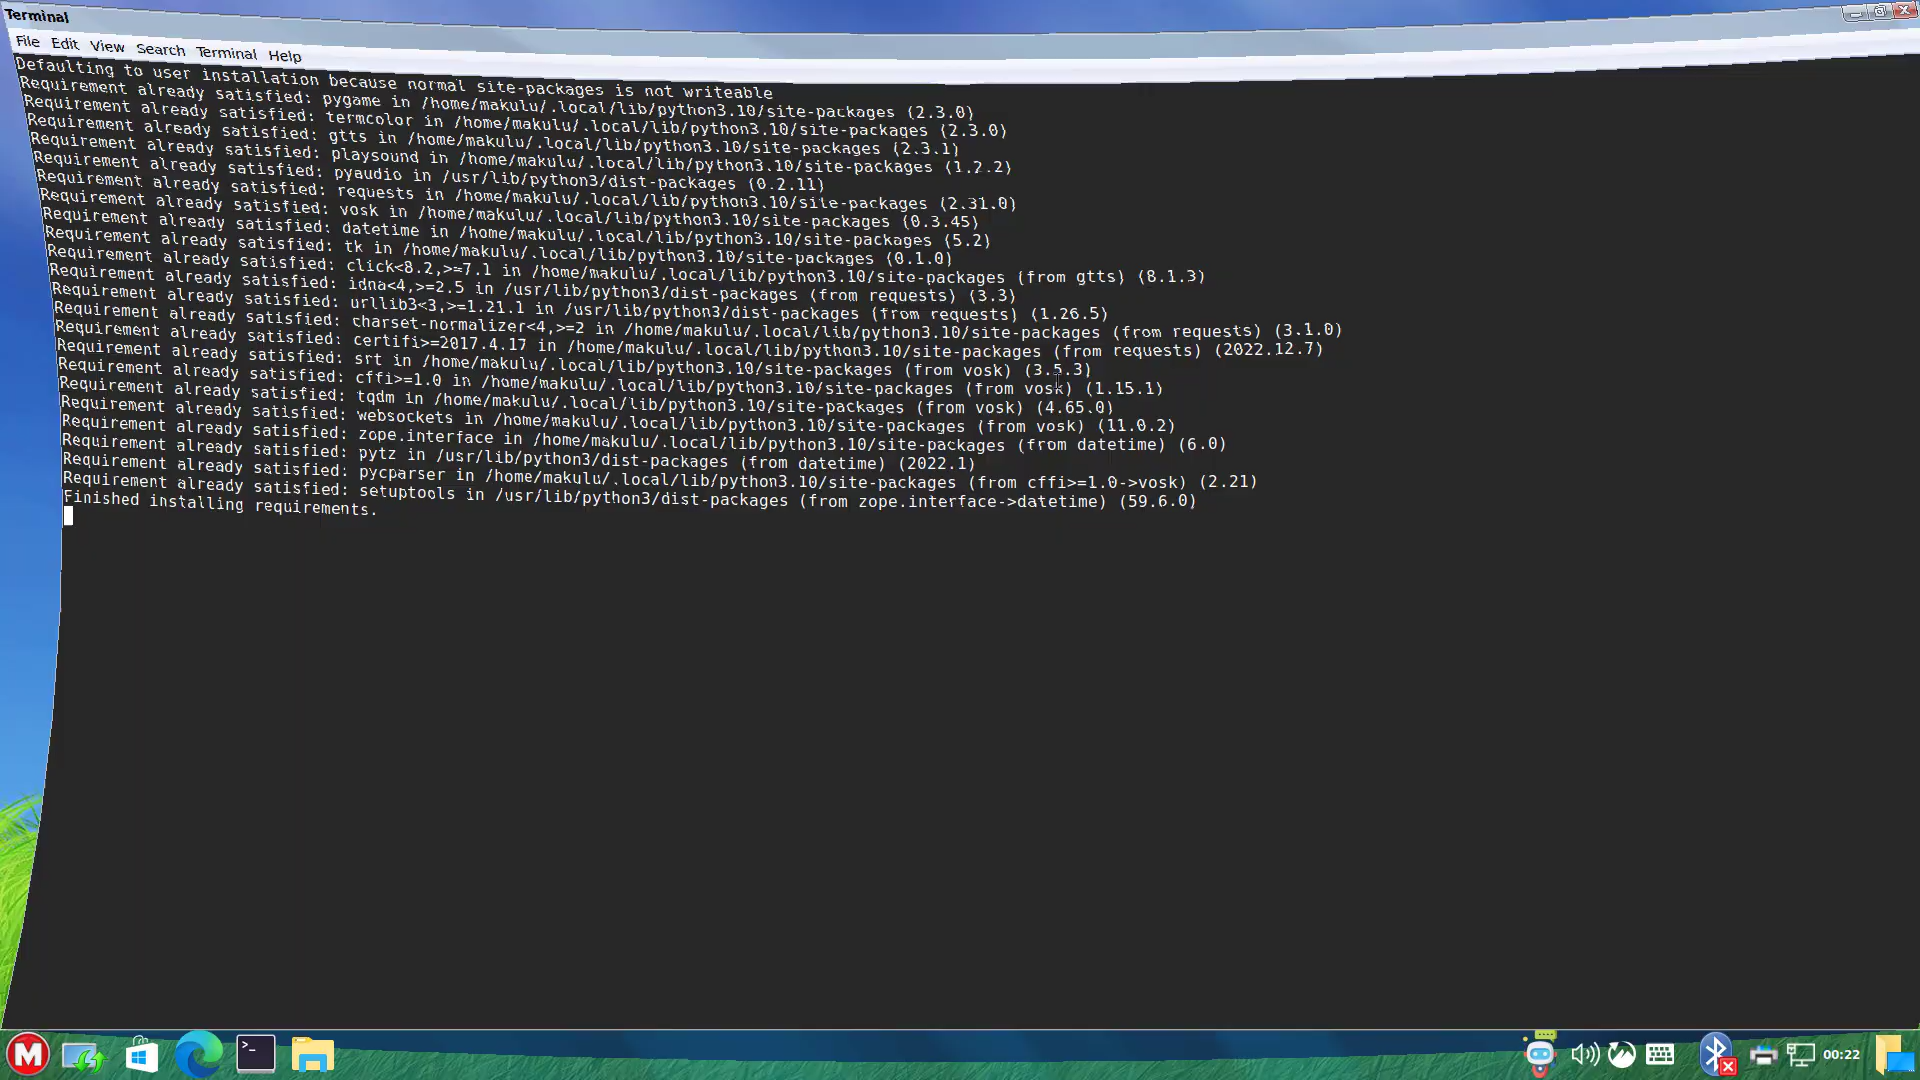 Terminal
File Edit View Search Terminal Help
Defaulting to user installation because normal site-packages is not writeable
Requirement already satisfied: pygame in /home/makulu/.local/lib/python3.10/site-packages (2.3.0)
Requirement already satisfied: termcolor in /home/makulu/.local/lib/python3.10/site-packages (2.3.0)
Requirement already satisfied: gtts in /home/makulu/.local/lib/python3.10/site-packages (2.3.1)
Requirement already satisfied: playsound in /home/makulu/.local/lib/python3.10/site-packages (1.2.2)
Requirement already satisfied: pyaudio in /usr/lib/python3/dist-packages (0.2.11)
Requirement already satisfied: requests in /home/makulu/.local/lib/python3.10/site-packages (2.31.0)
Requirement already satisfied: vosk in /home/makulu/.local/lib/python3.10/site-packages (0.3.45)
Requirement already satisfied: datetime in /home/makulu/.local/lib/python3.10/site-packages (5.2)
Requirement already satisfied: tk in /home/makulu/.local/lib/python3.10/site-packages (0.1.0)
Requirement already satisfied: click<8.2,>=7.1 in /home/makulu/.local/lib/python3.10/site-packages (from gtts) (8.1.3)
Requirement already satisfied: idna<4,>=2.5 in /usr/lib/python3/dist-packages (from requests) (3.3)
Requirement already satisfied: urllib3<3,>=1.21.1 in /usr/lib/python3/dist-packages (from requests) (1.26.5)
Requirement already satisfied: charset-normalizer<4,>=2 in /home/makulu/.local/lib/python3.10/site-packages (from requests) (3.1.0)
Requirement already satisfied: certifi>=2017.4.17 in /home/makulu/.local/lib/python3.10/site-packages (from requests) (2022.12.7)
Requirement already satisfied: srt in /home/makulu/.local/lib/python3.10/site-packages (from vosk) (3.5.3)
Requirement already satisfied: cffi>=1.0 in /home/makulu/.local/lib/python3.10/site-packages (from vosk) (1.15.1)
Requirement already satisfied: tqdm in /home/makulu/.local/lib/python3.10/site-packages (from vosk) (4.65.0)
Requirement already satisfied: websockets in /home/makulu/.local/lib/python3.10/site-packages (from vosk) (11.0.2)
Requirement already satisfied: zope.interface in /home/makulu/.local/lib/python3.10/site-packages (from datetime) (6.0)
Requirement already satisfied: pytz in /usr/lib/python3/dist-packages (from datetime) (2022.1)
Requirement already satisfied: pycparser in /home/makulu/.local/lib/python3.10/site-packages (from cffi>=1.0->vosk) (2.21)
Requirement already satisfied: setuptools in /usr/lib/python3/dist-packages (from zope.interface->datetime) (59.6.0)
Finished installing requirements.
M
>_
00:22